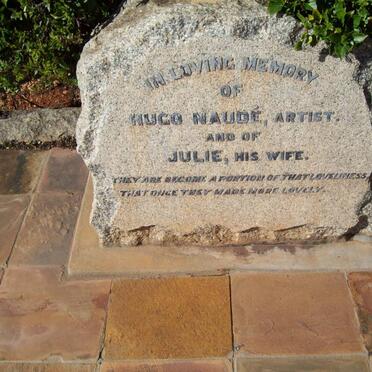 IN LOVING MEMORY
OF
HUGO NAUDÉ, ARTIST.
AND OF
JULIE, HIS WIFE.
THEY ARE BECOME A PORTION OF THAT LOVELINESS
THAT ONCE THEY MADE MORE LOVELY.